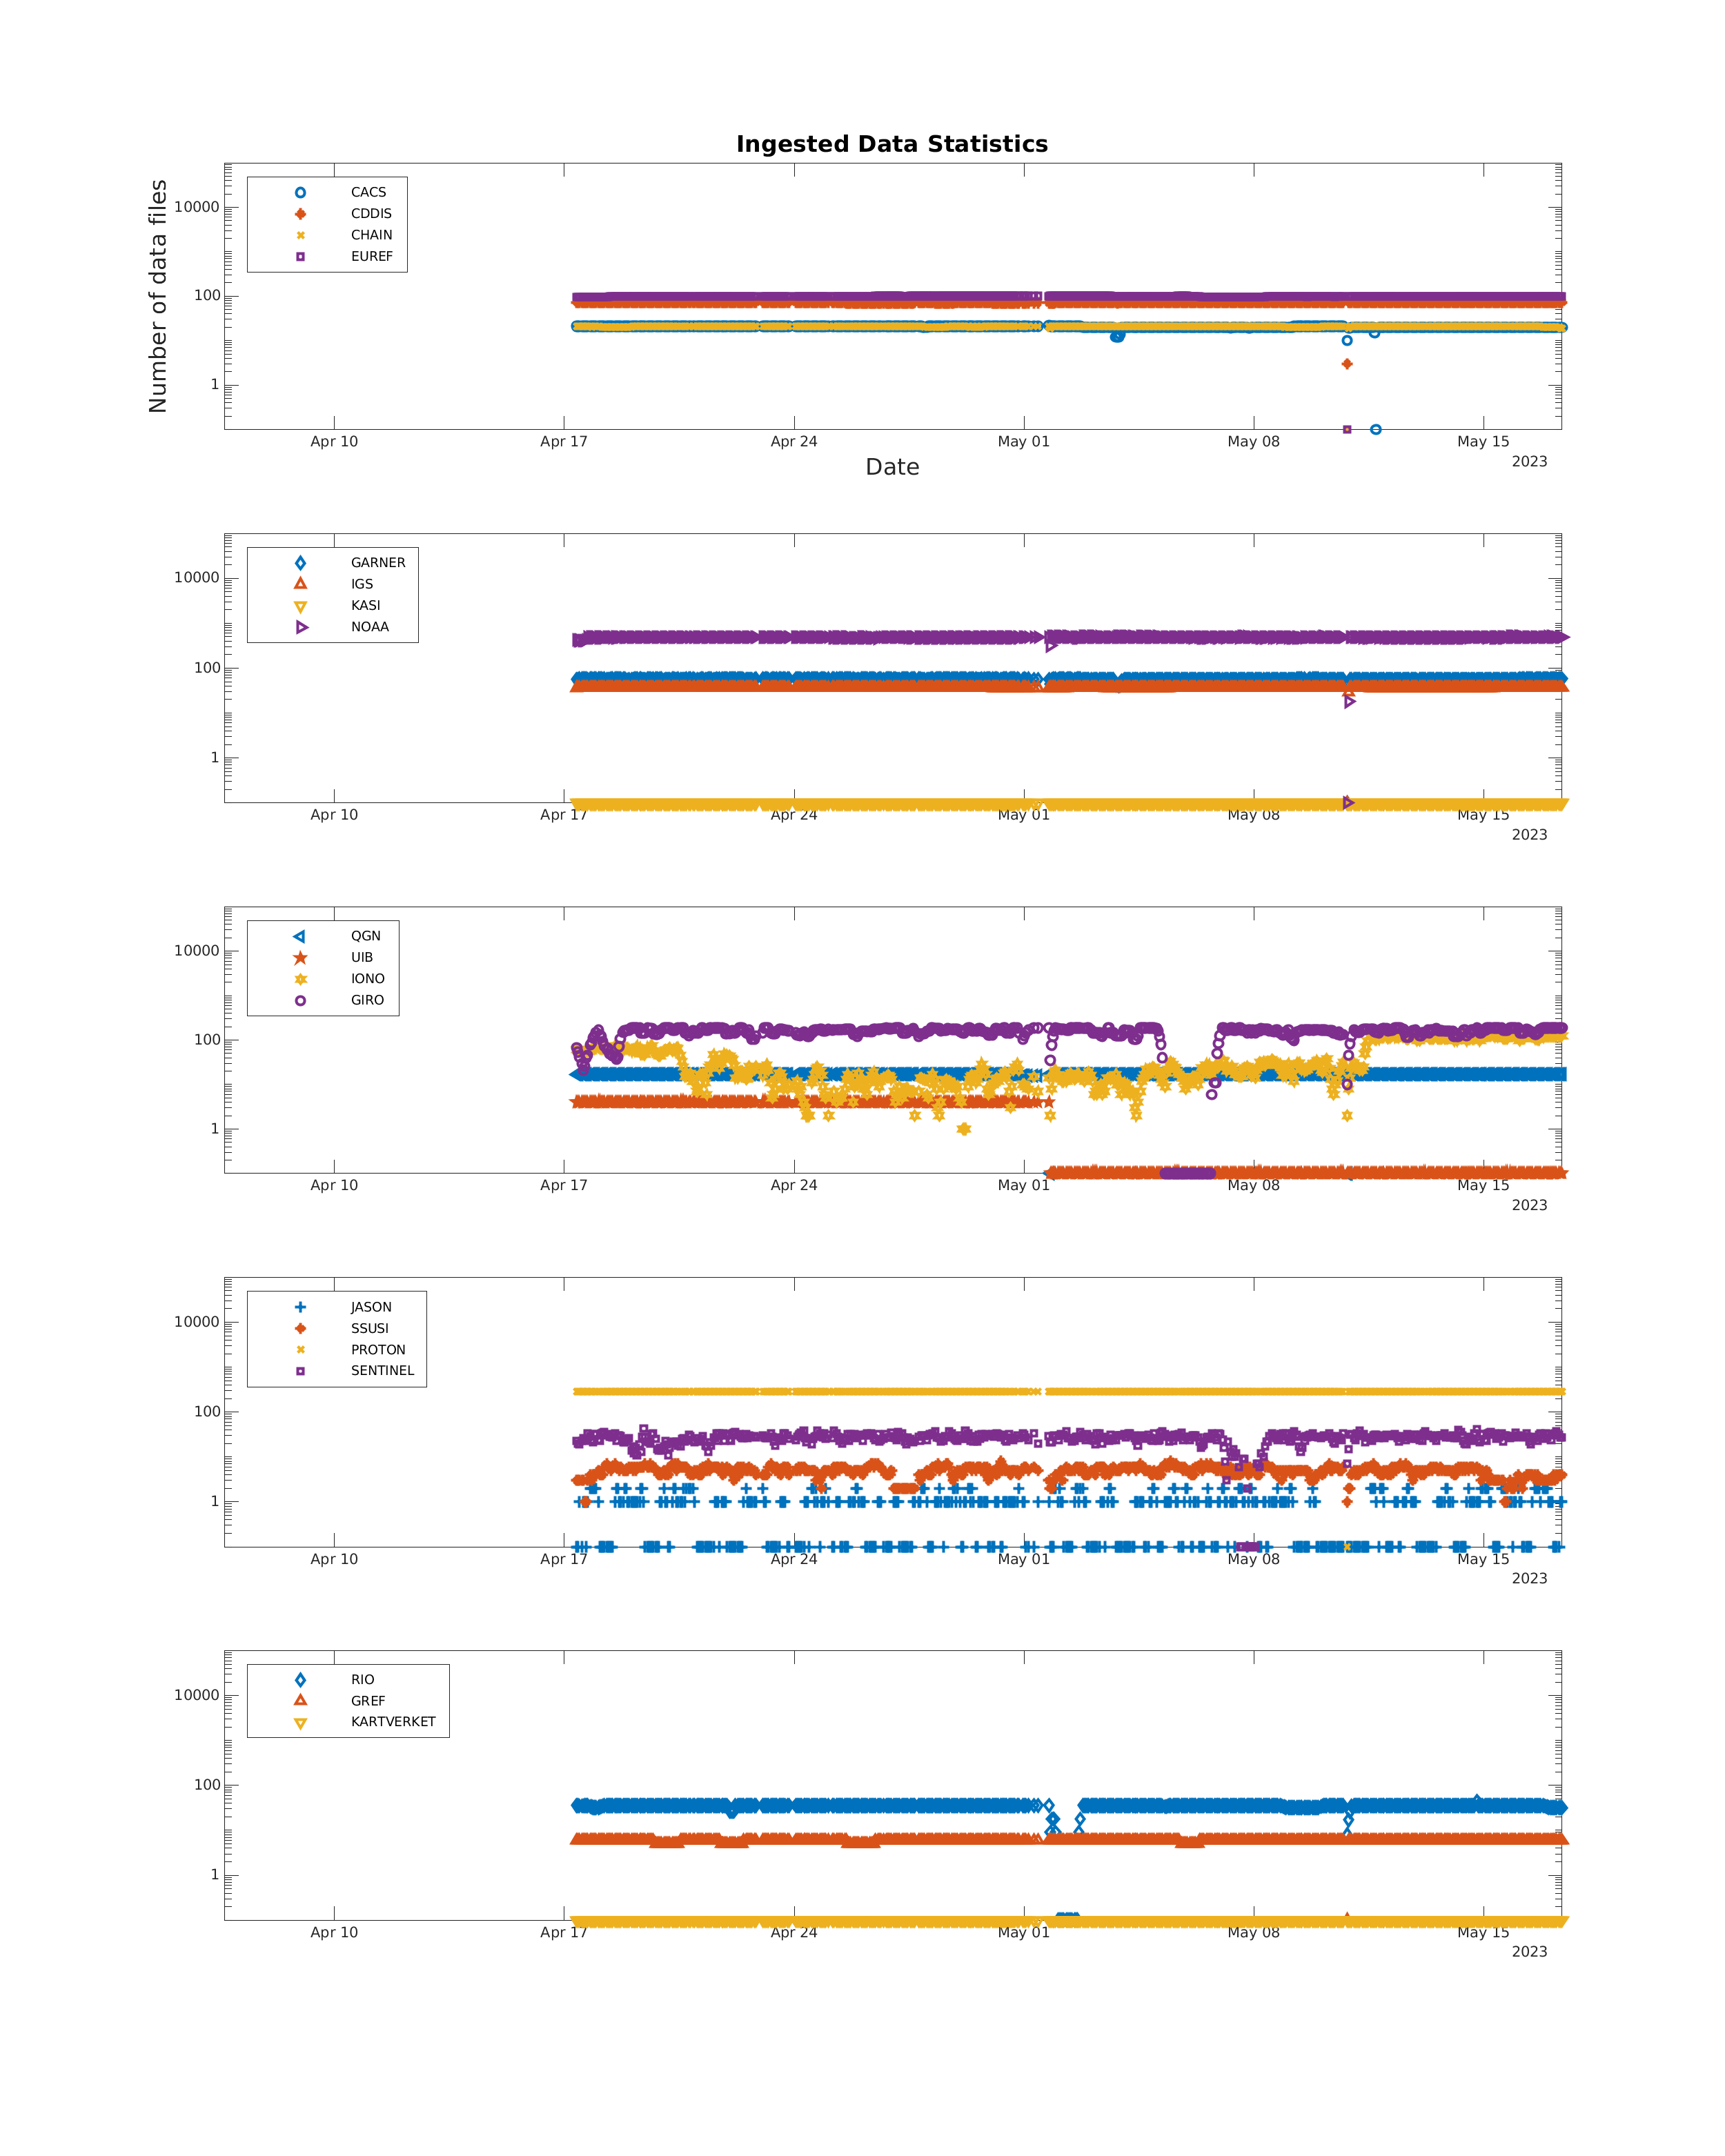 Ingested Data Statistics
Number of data files
CACS
CDDIS
CHAIN
EUREF
10000
100
1
Apr 10 Apr 17 Apr 24 May 01 May 08 May 15
2023
Date
GARNER
IGS
KASI
NOAA
10000
100
1
Apr 10 Apr 17 Apr 24 May 01 May 08 May 15
2023
QGN
UIB
IONO
GIRO
10000
100
1
Apr 10 Apr 17 Apr 24 May 01 May 08 May 15
2023
JASON
SSUSI
PROTON
SENTINEL
10000
100
1
Apr 10 Apr 17 Apr 24 May 01 May 08 May 15
2023
RIO
GREF
KARTVERKET
10000
100
1
Apr 10 Apr 17 Apr 24 May 01 May 08 May 15
2023